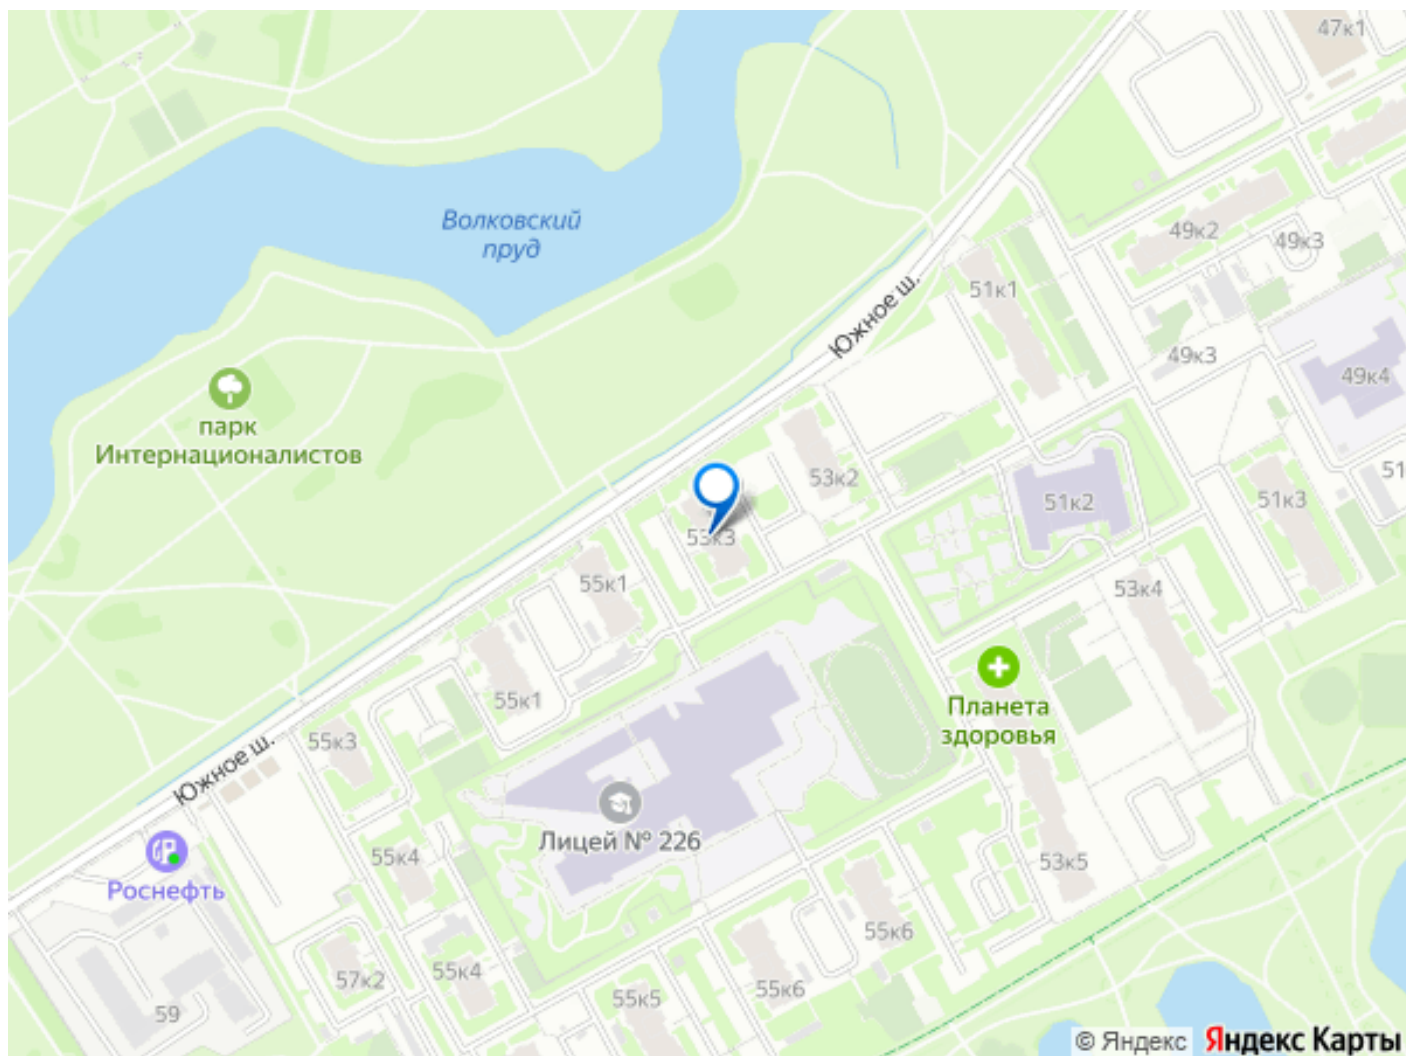 47к1
Волковский
пруд
49к2
49к3
Южное ш.
51к1
49к3
49к4
парк
Интернационалистов
53к2
51к2
51к3
51
53к3
55к1
53к4
55к1
Планета
здоровья
55к3
Южное ш.
Лицей № 226
55к4
53к5
Роснефть
55к6
57к2
55к4
55к5
55к6
59
© Яндекс Яндекс Карты